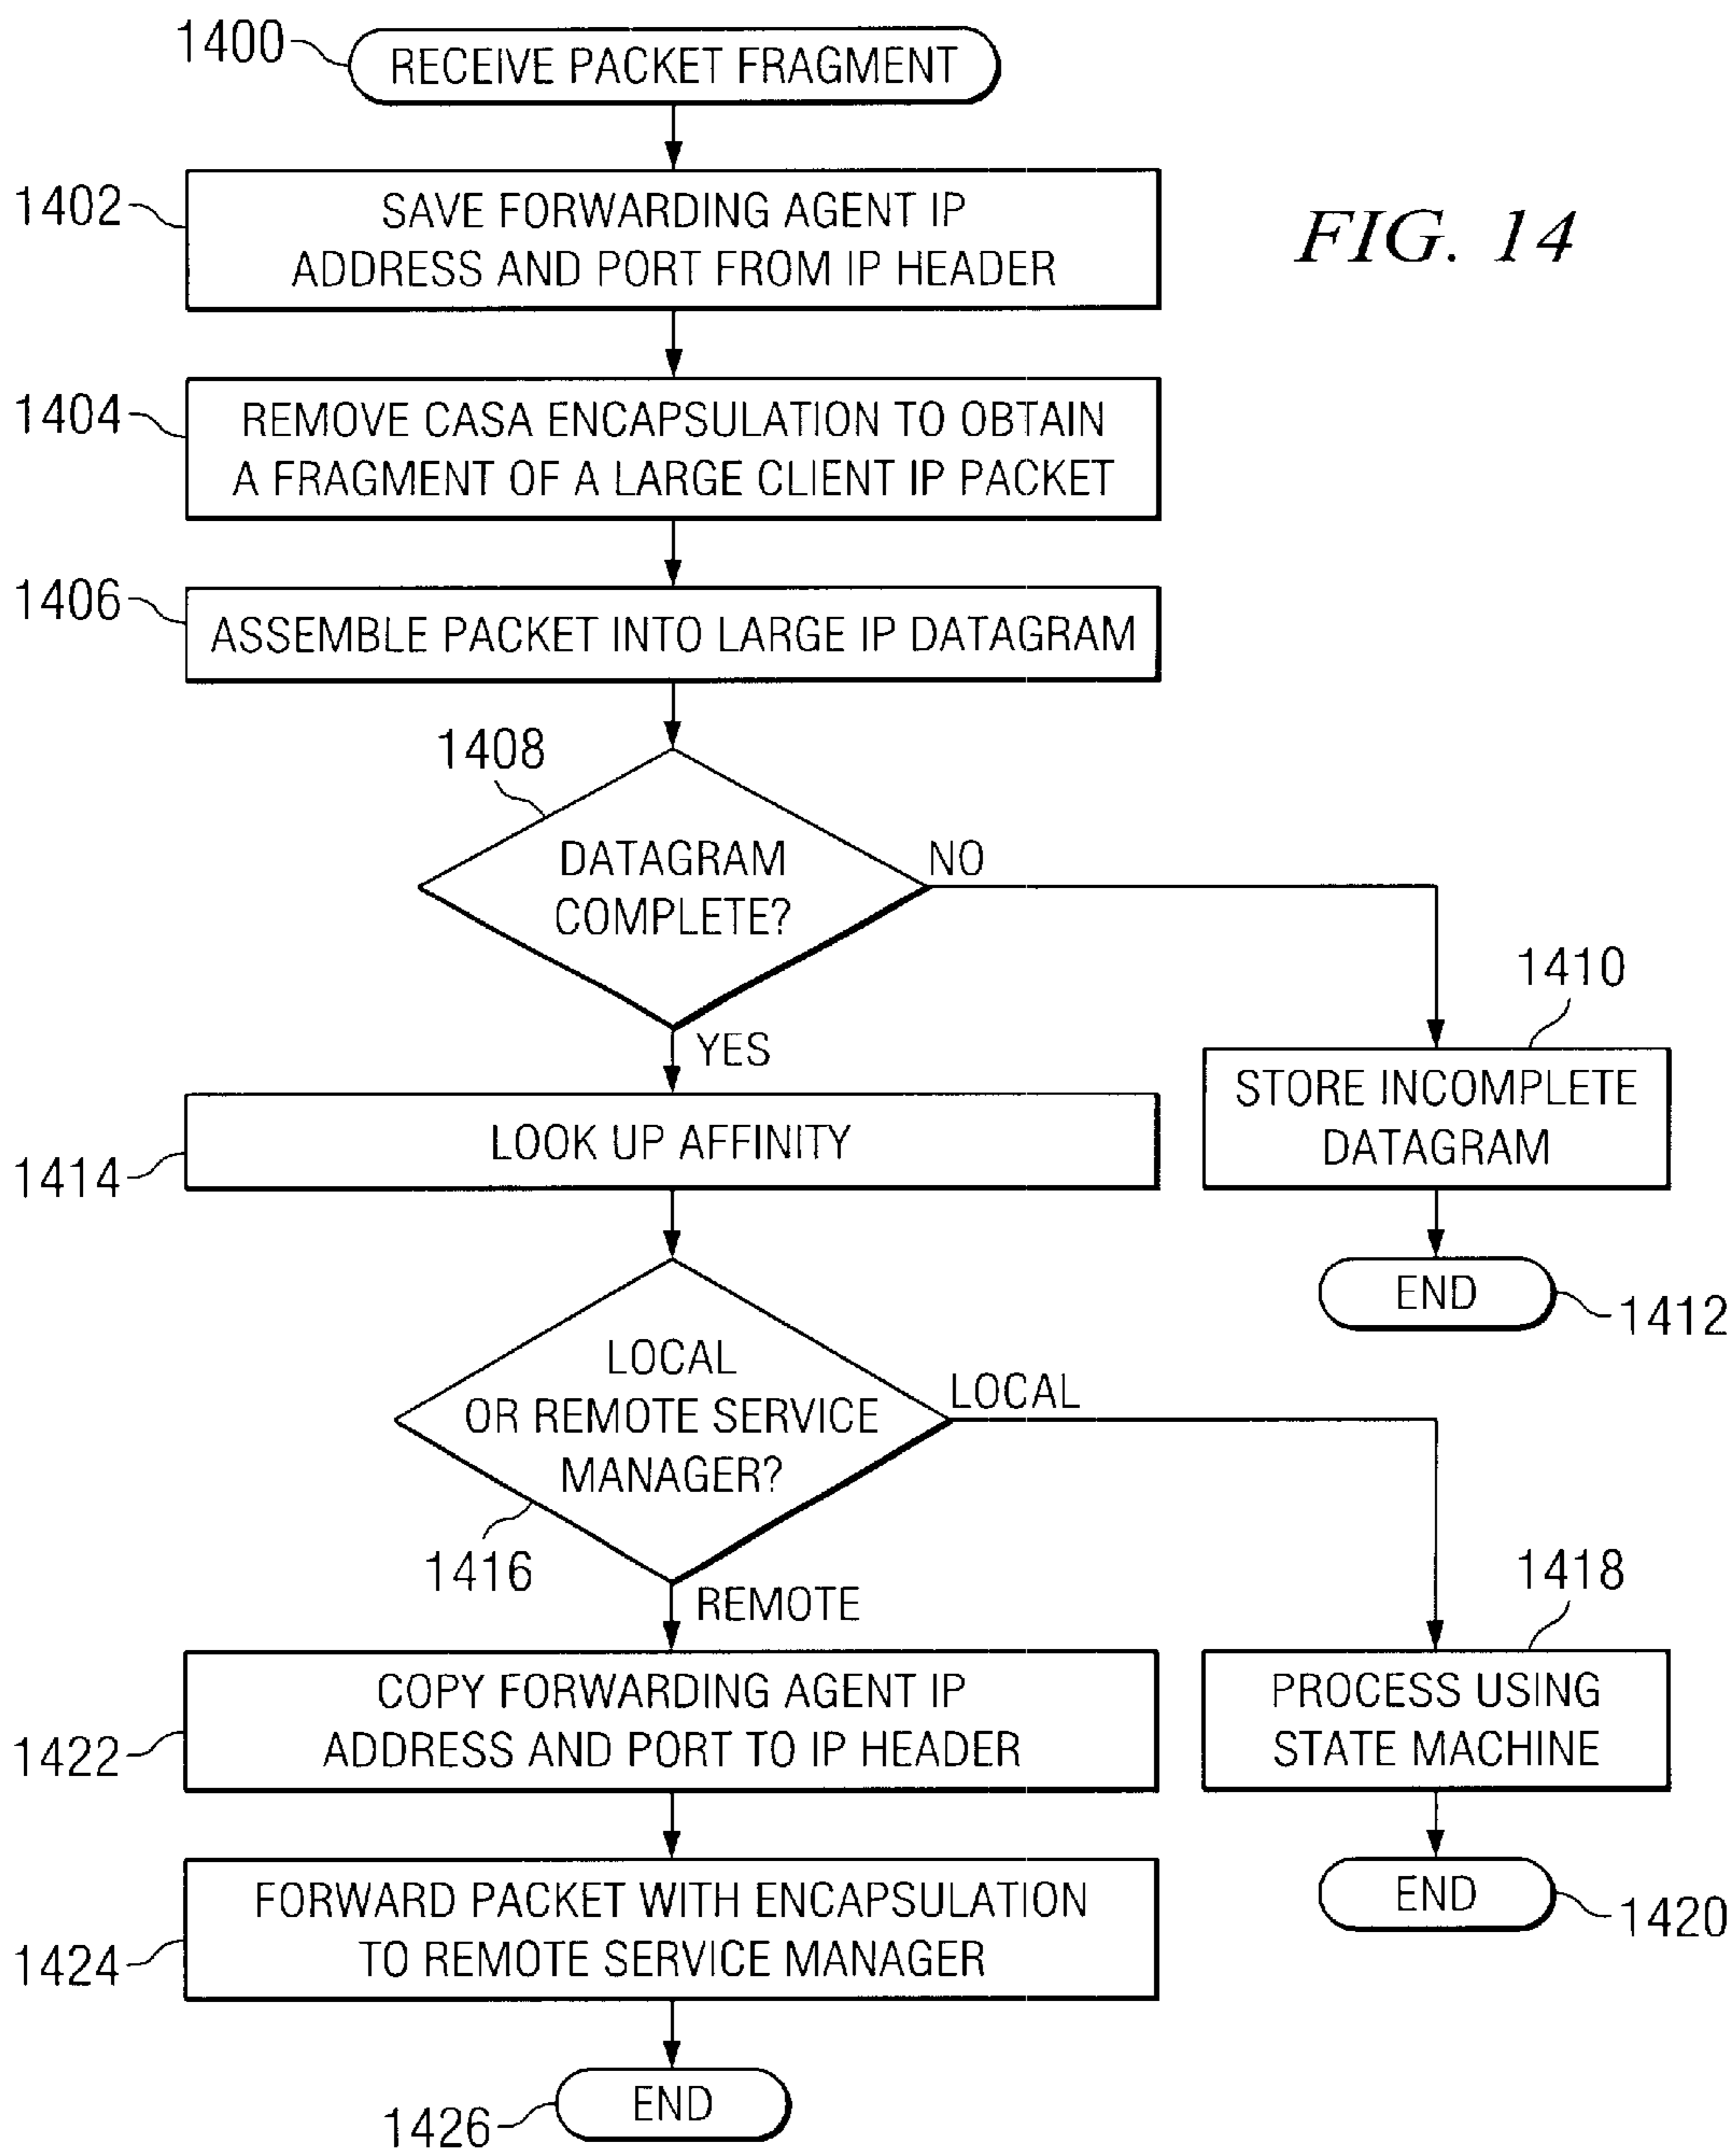 1400
RECEIVE PACKET FRAGMENT
1402
SAVE FORWARDING AGENT IP
ADDRESS AND PORT FROM IP HEADER
FIG. 14
1404
REMOVE CASA ENCAPSULATION TO OBTAIN
A FRAGMENT OF A LARGE CLIENT IP PACKET
1406
ASSEMBLE PACKET INTO LARGE IP DATAGRAM
1408
DATAGRAM
COMPLETE?
NO
YES
1410
STORE INCOMPLETE
DATAGRAM
END
1412
1414
LOOK UP AFFINITY
LOCAL
OR REMOTE SERVICE
MANAGER?
LOCAL
1416
REMOTE
1418
PROCESS USING
STATE MACHINE
END
1420
1422
COPY FORWARDING AGENT IP
ADDRESS AND PORT TO IP HEADER
1424
FORWARD PACKET WITH ENCAPSULATION
TO REMOTE SERVICE MANAGER
END
1426